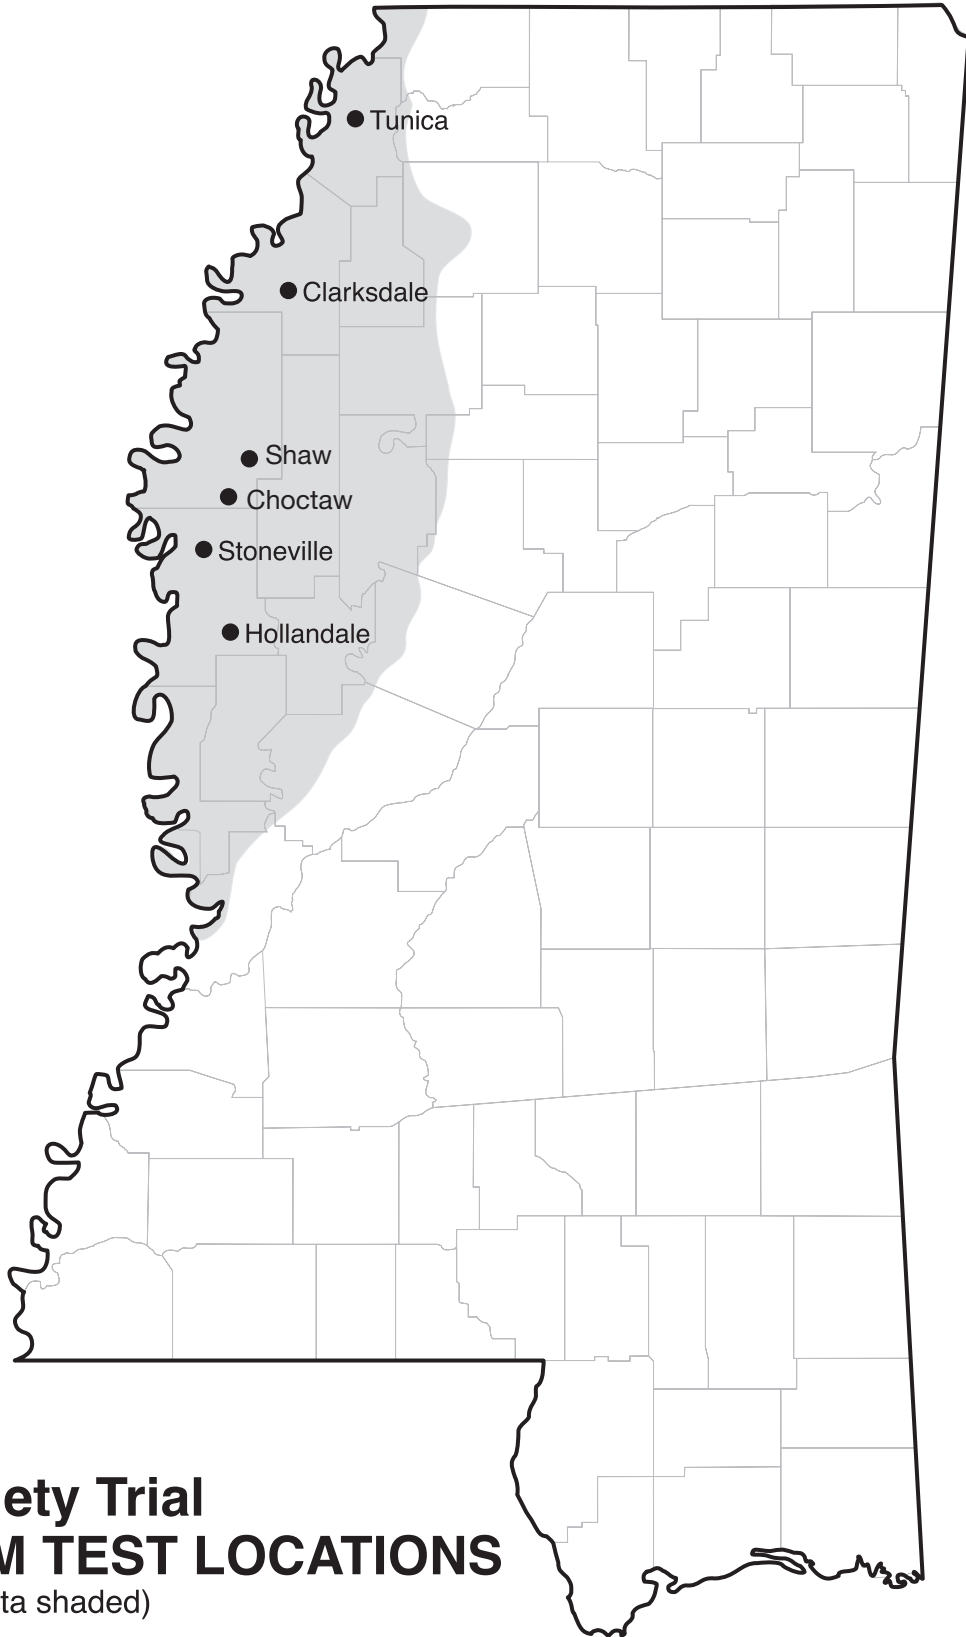 Tunica
Clarksdale
Shaw
Choctaw
Stoneville
Hollandale
ety Trial
M TEST LOCATIONS
ta shaded)